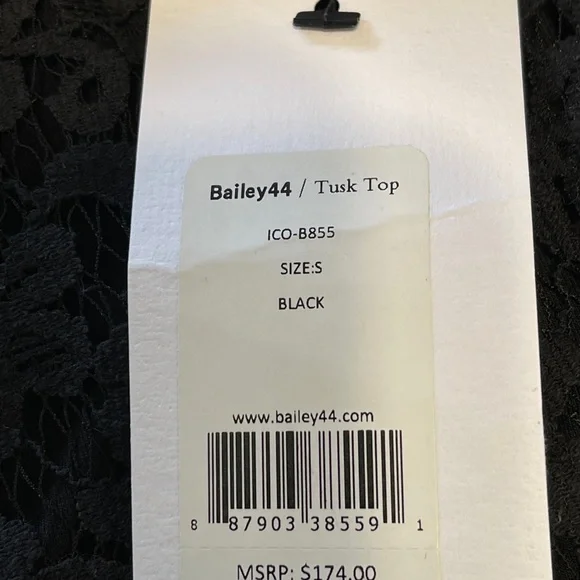 Bailey44 / Tusk Top
ICO-B855
SIZE:S
BLACK
www.bailey44.com
8 87903 38559 1
MSRP: $174.00